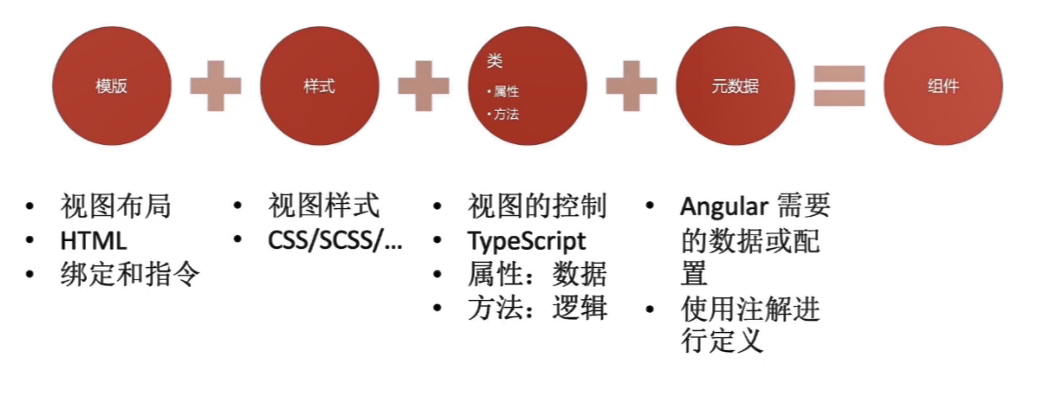 模版
样式
类
•属性
•方法
元数据
组件
• 视图布局
• HTML
• 绑定和指令
• 视图样式
• CSS/SCSS/...
• 视图的控制
• TypeScript
• 属性：数据
• 方法：逻辑
• Angular 需要
的数据或配
置
• 使用注解进
行定义